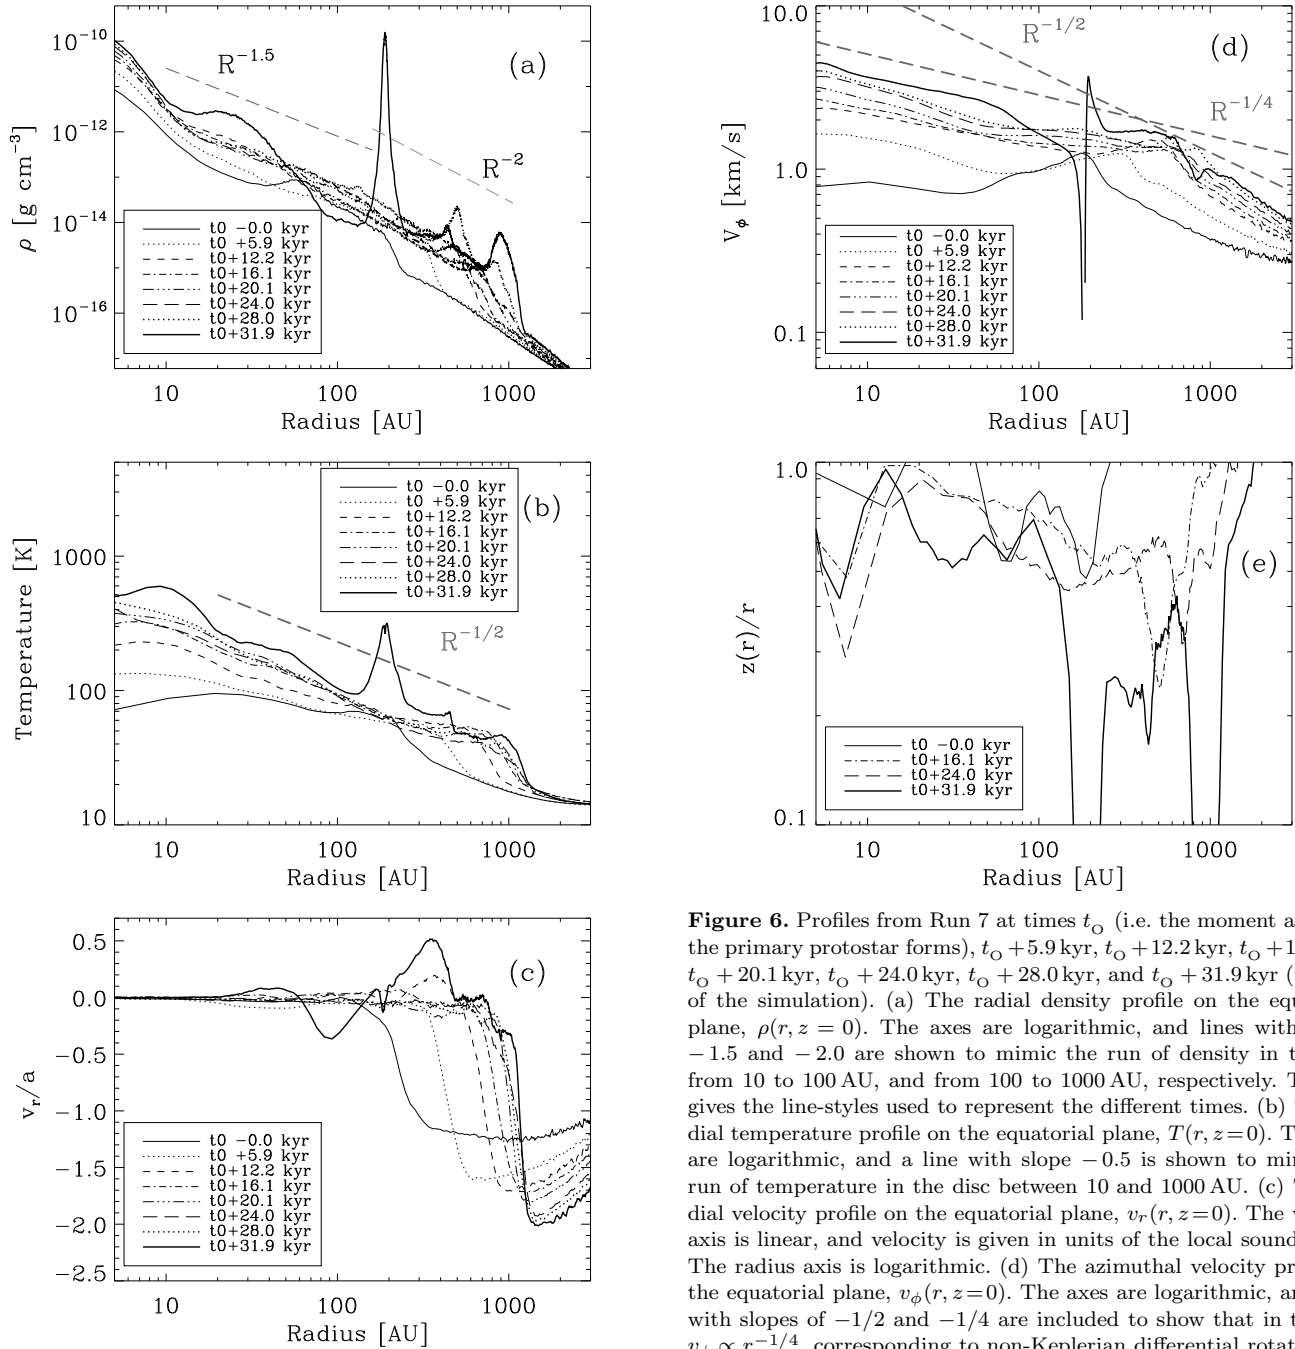 10⁻¹⁰
10⁻¹²
10⁻¹⁴
10⁻¹⁶
ρ [g cm⁻³]
R⁻¹·⁵
R⁻²
(a)
t0 −0.0 kyr
t0 +5.9 kyr
t0+12.2 kyr
t0+16.1 kyr
t0+20.1 kyr
t0+24.0 kyr
t0+28.0 kyr
t0+31.9 kyr
10 100 1000
Radius [AU]
1000
100
10
Temperature [K]
t0 −0.0 kyr
t0 +5.9 kyr
t0+12.2 kyr
t0+16.1 kyr
t0+20.1 kyr
t0+24.0 kyr
t0+28.0 kyr
t0+31.9 kyr
(b)
R⁻¹/²
10 100 1000
Radius [AU]
0.5
0.0
−0.5
−1.0
−1.5
−2.0
−2.5
vᵣ/a
(c)
t0 −0.0 kyr
t0 +5.9 kyr
t0+12.2 kyr
t0+16.1 kyr
t0+20.1 kyr
t0+24.0 kyr
t0+28.0 kyr
t0+31.9 kyr
10 100 1000
Radius [AU]
10.0
1.0
0.1
V_φ [km/s]
R⁻¹/²
(d)
R⁻¹/⁴
t0 −0.0 kyr
t0 +5.9 kyr
t0+12.2 kyr
t0+16.1 kyr
t0+20.1 kyr
t0+24.0 kyr
t0+28.0 kyr
t0+31.9 kyr
10 100 1000
Radius [AU]
1.0
0.1
z(r)/r
(e)
t0 −0.0 kyr
t0+16.1 kyr
t0+24.0 kyr
t0+31.9 kyr
10 100 1000
Radius [AU]
Figure 6. Profiles from Run 7 at times t_O (i.e. the moment a
the primary protostar forms), t_O + 5.9 kyr, t_O + 12.2 kyr, t_O + 1
t_O + 20.1 kyr, t_O + 24.0 kyr, t_O + 28.0 kyr, and t_O + 31.9 kyr (
of the simulation). (a) The radial density profile on the equ
plane, ρ(r, z = 0). The axes are logarithmic, and lines with
−1.5 and −2.0 are shown to mimic the run of density in t
from 10 to 100 AU, and from 100 to 1000 AU, respectively. T
gives the line-styles used to represent the different times. (b)
dial temperature profile on the equatorial plane, T(r, z=0). T
are logarithmic, and a line with slope −0.5 is shown to mi
run of temperature in the disc between 10 and 1000 AU. (c)
dial velocity profile on the equatorial plane, vᵣ(r, z=0). The v
axis is linear, and velocity is given in units of the local sound
The radius axis is logarithmic. (d) The azimuthal velocity pr
the equatorial plane, v_φ(r, z=0). The axes are logarithmic, a
with slopes of −1/2 and −1/4 are included to show that in t
v_φ ∝ r⁻¹/⁴, corresponding to non-Keplerian differential rotat